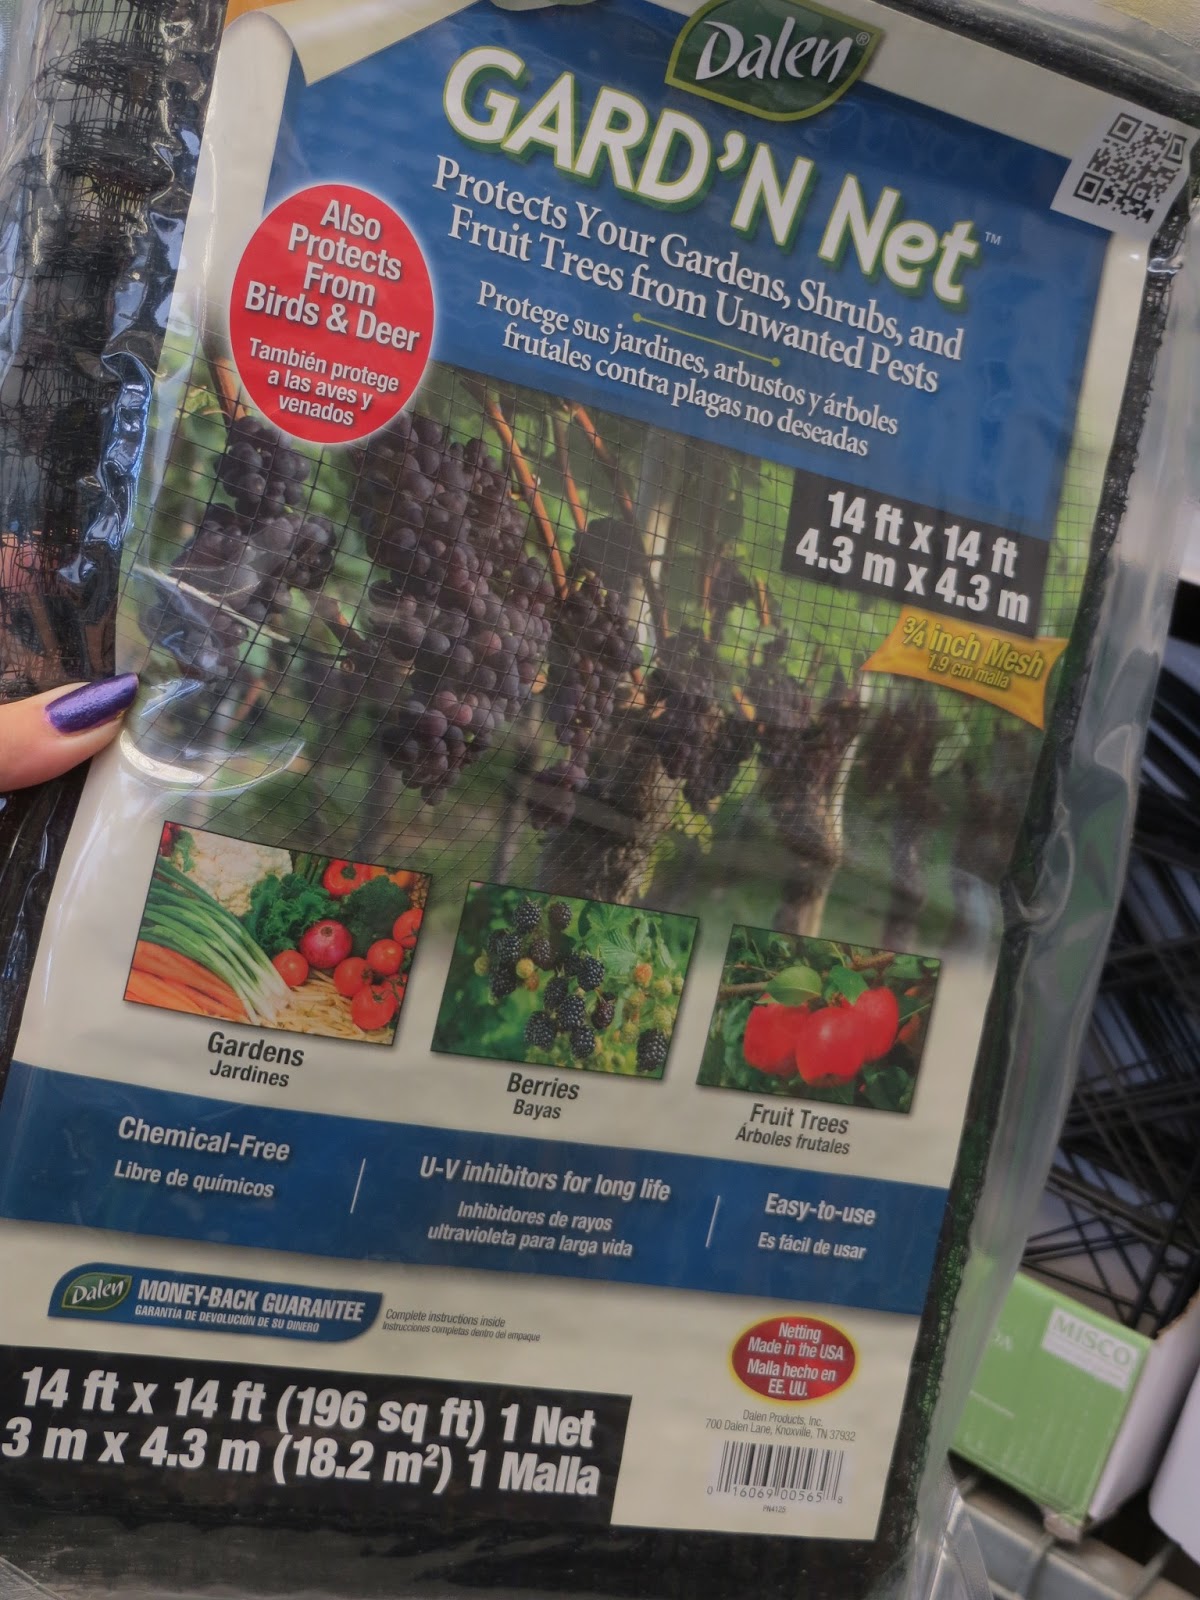 Dalen®
GARD'N Net™
Protects Your Gardens, Shrubs, and
Fruit Trees from Unwanted Pests
Protege sus jardines, arbustos y árboles
frutales contra plagas no deseadas
Also
Protects
From
Birds & Deer
También protege
a las aves y
venados
14 ft x 14 ft
4.3 m x 4.3 m
¾ inch Mesh
1.9 cm malla
Gardens
Jardines
Berries
Bayas
Fruit Trees
Árboles frutales
Chemical-Free
Libre de químicos
U-V inhibitors for long life
Inhibidores de rayos
ultravioleta para larga vida
Easy-to-use
Es fácil de usar
Dalen
MONEY-BACK GUARANTEE
GARANTÍA DE DEVOLUCIÓN DE SU DINERO
Complete instructions inside
Instrucciones completas dentro del empaque
Netting
Made in the USA
Malla hecho en
EE. UU.
14 ft x 14 ft (196 sq ft) 1 Net
3 m x 4.3 m (18.2 m²) 1 Malla
Dalen Products, Inc.
700 Dalen Lane, Knoxville, TN 37932
0 16069 00565 8
PN4125
MISCO